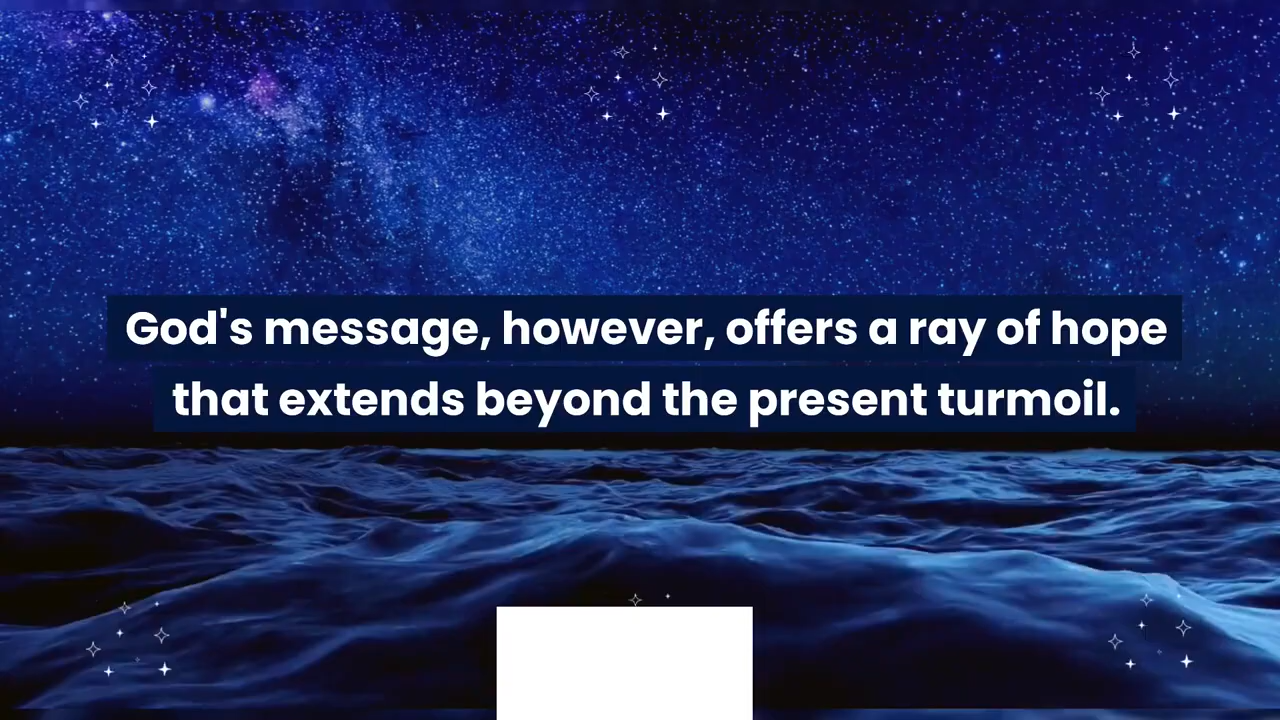 God's message, however, offers a ray of hope
that extends beyond the present turmoil.